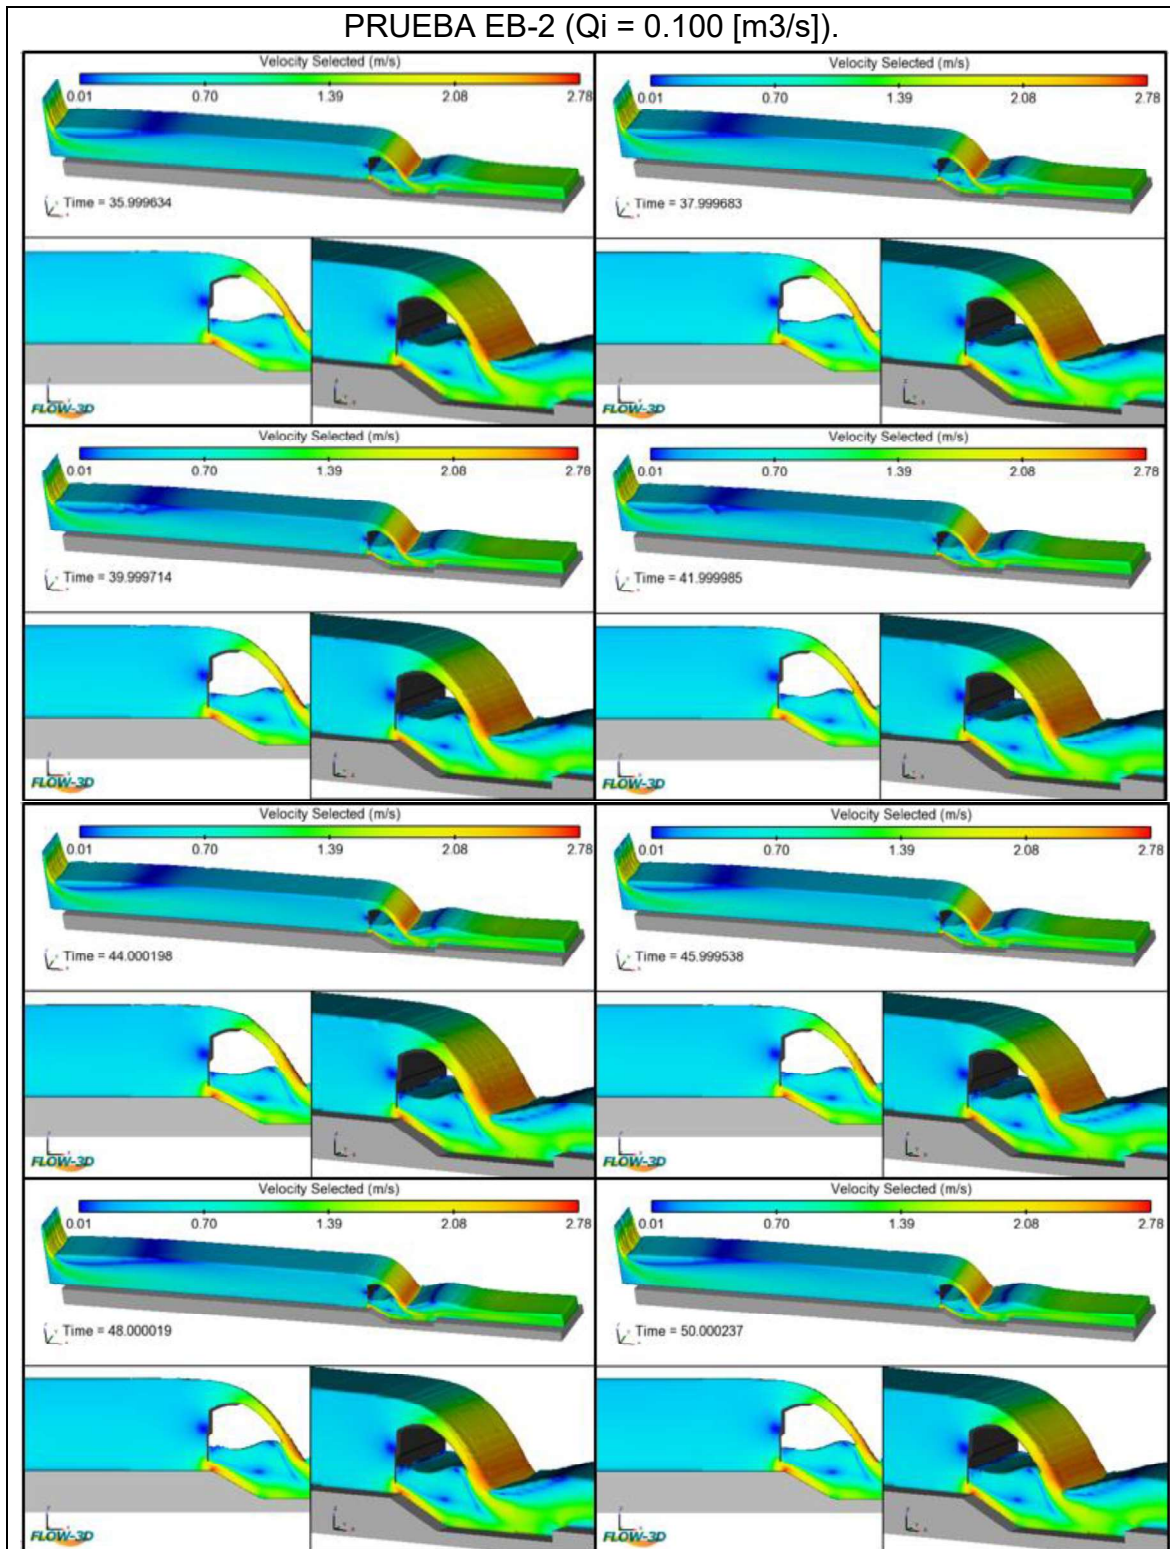 PRUEBA EB-2 (Qi = 0.100 [m3/s]).
Velocity Selected (m/s)
0.01 0.70 1.39 2.08 2.78
Time = 35.999634
FLOW-3D
Velocity Selected (m/s)
0.01 0.70 1.39 2.08 2.78
Time = 37.999683
FLOW-3D
Velocity Selected (m/s)
0.01 0.70 1.39 2.08 2.78
Time = 39.999714
FLOW-3D
Velocity Selected (m/s)
0.01 0.70 1.39 2.08 2.78
Time = 41.999985
FLOW-3D
Velocity Selected (m/s)
0.01 0.70 1.39 2.08 2.78
Time = 44.000198
FLOW-3D
Velocity Selected (m/s)
0.01 0.70 1.39 2.08 2.78
Time = 45.999538
FLOW-3D
Velocity Selected (m/s)
0.01 0.70 1.39 2.08 2.78
Time = 48.000019
FLOW-3D
Velocity Selected (m/s)
0.01 0.70 1.39 2.08 2.78
Time = 50.000237
FLOW-3D